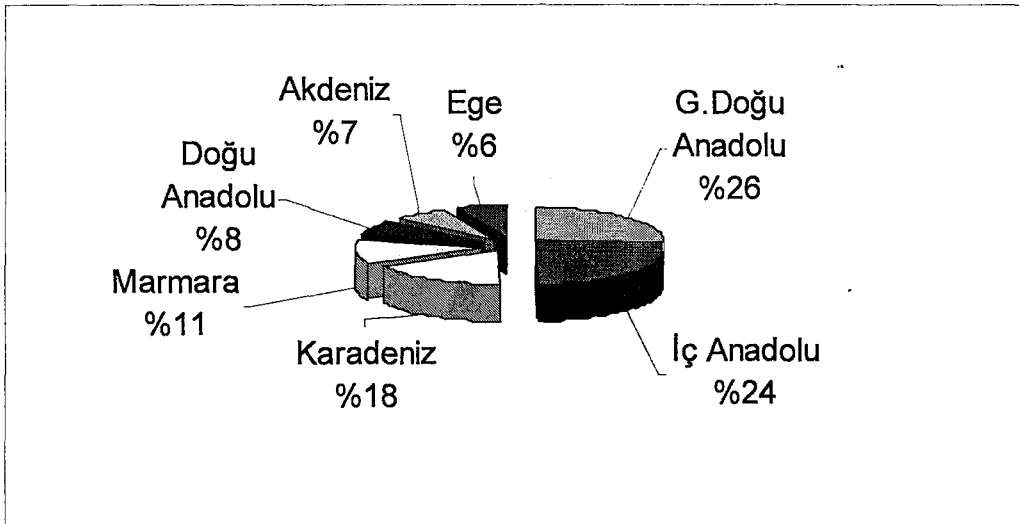 Akdeniz
%7
Ege
%6
G.Doğu
Anadolu
%26
Doğu
Anadolu
%8
Marmara
%11
Karadeniz
%18
İç Anadolu
%24